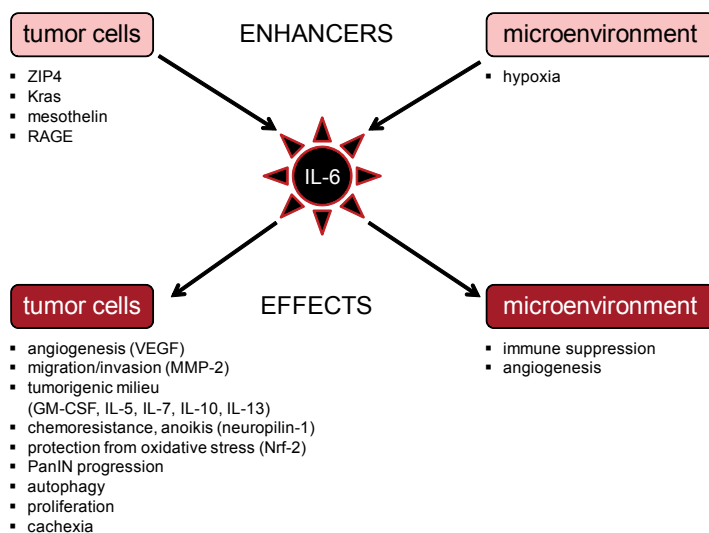 tumor cells
ENHANCERS
microenvironment
▪ ZIP4
▪ Kras
▪ mesothelin
▪ RAGE
▪ hypoxia
IL-6
tumor cells
EFFECTS
microenvironment
▪ angiogenesis (VEGF)
▪ migration/invasion (MMP-2)
▪ tumorigenic milieu
(GM-CSF, IL-5, IL-7, IL-10, IL-13)
▪ chemoresistance, anoikis (neuropilin-1)
▪ protection from oxidative stress (Nrf-2)
▪ PanIN progression
▪ autophagy
▪ proliferation
▪ cachexia
▪ immune suppression
▪ angiogenesis